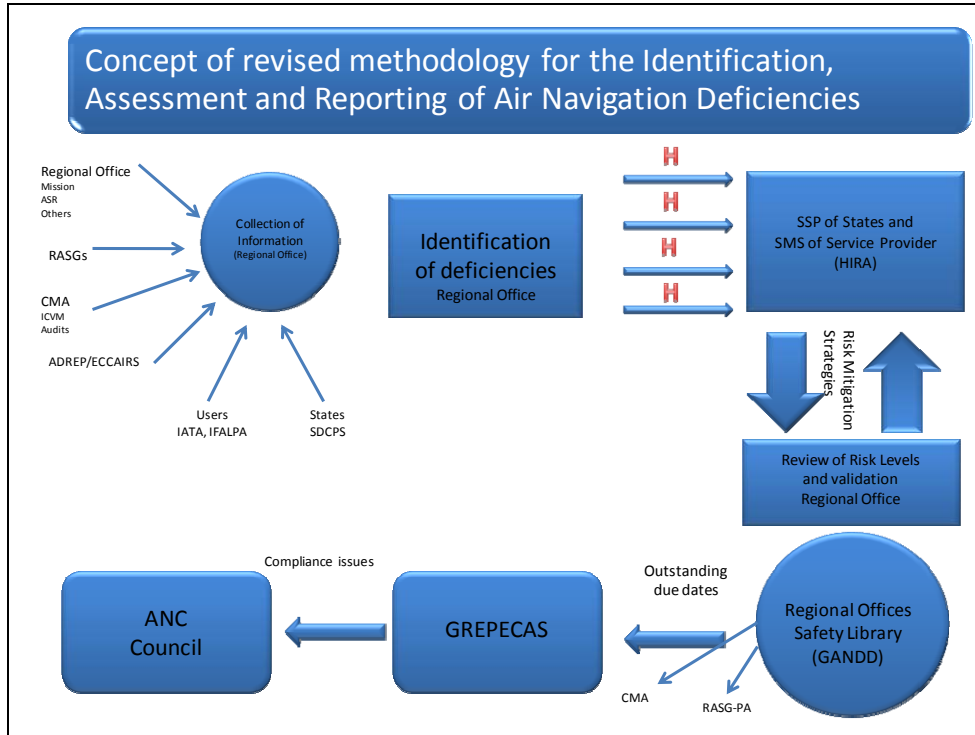 Concept of revised methodology for the Identification,
Assessment and Reporting of Air Navigation Deficiencies
Regional Office
Mission
ASR
Others
RASGs
CMA
ICVM
Audits
ADREP/ECCAIRS
Users
IATA, IFALPA
States
SDCPS
Collection of
Information
(Regional Office)
Identification
of deficiencies
Regional Office
H
H
H
H
SSP of States and
SMS of Service Provider
(HIRA)
Risk Mitigation
Strategies
Review of Risk Levels
and validation
Regional Office
Regional Offices
Safety Library
(GANDD)
Outstanding
due dates
CMA
RASG-PA
GREPECAS
Compliance issues
ANC
Council